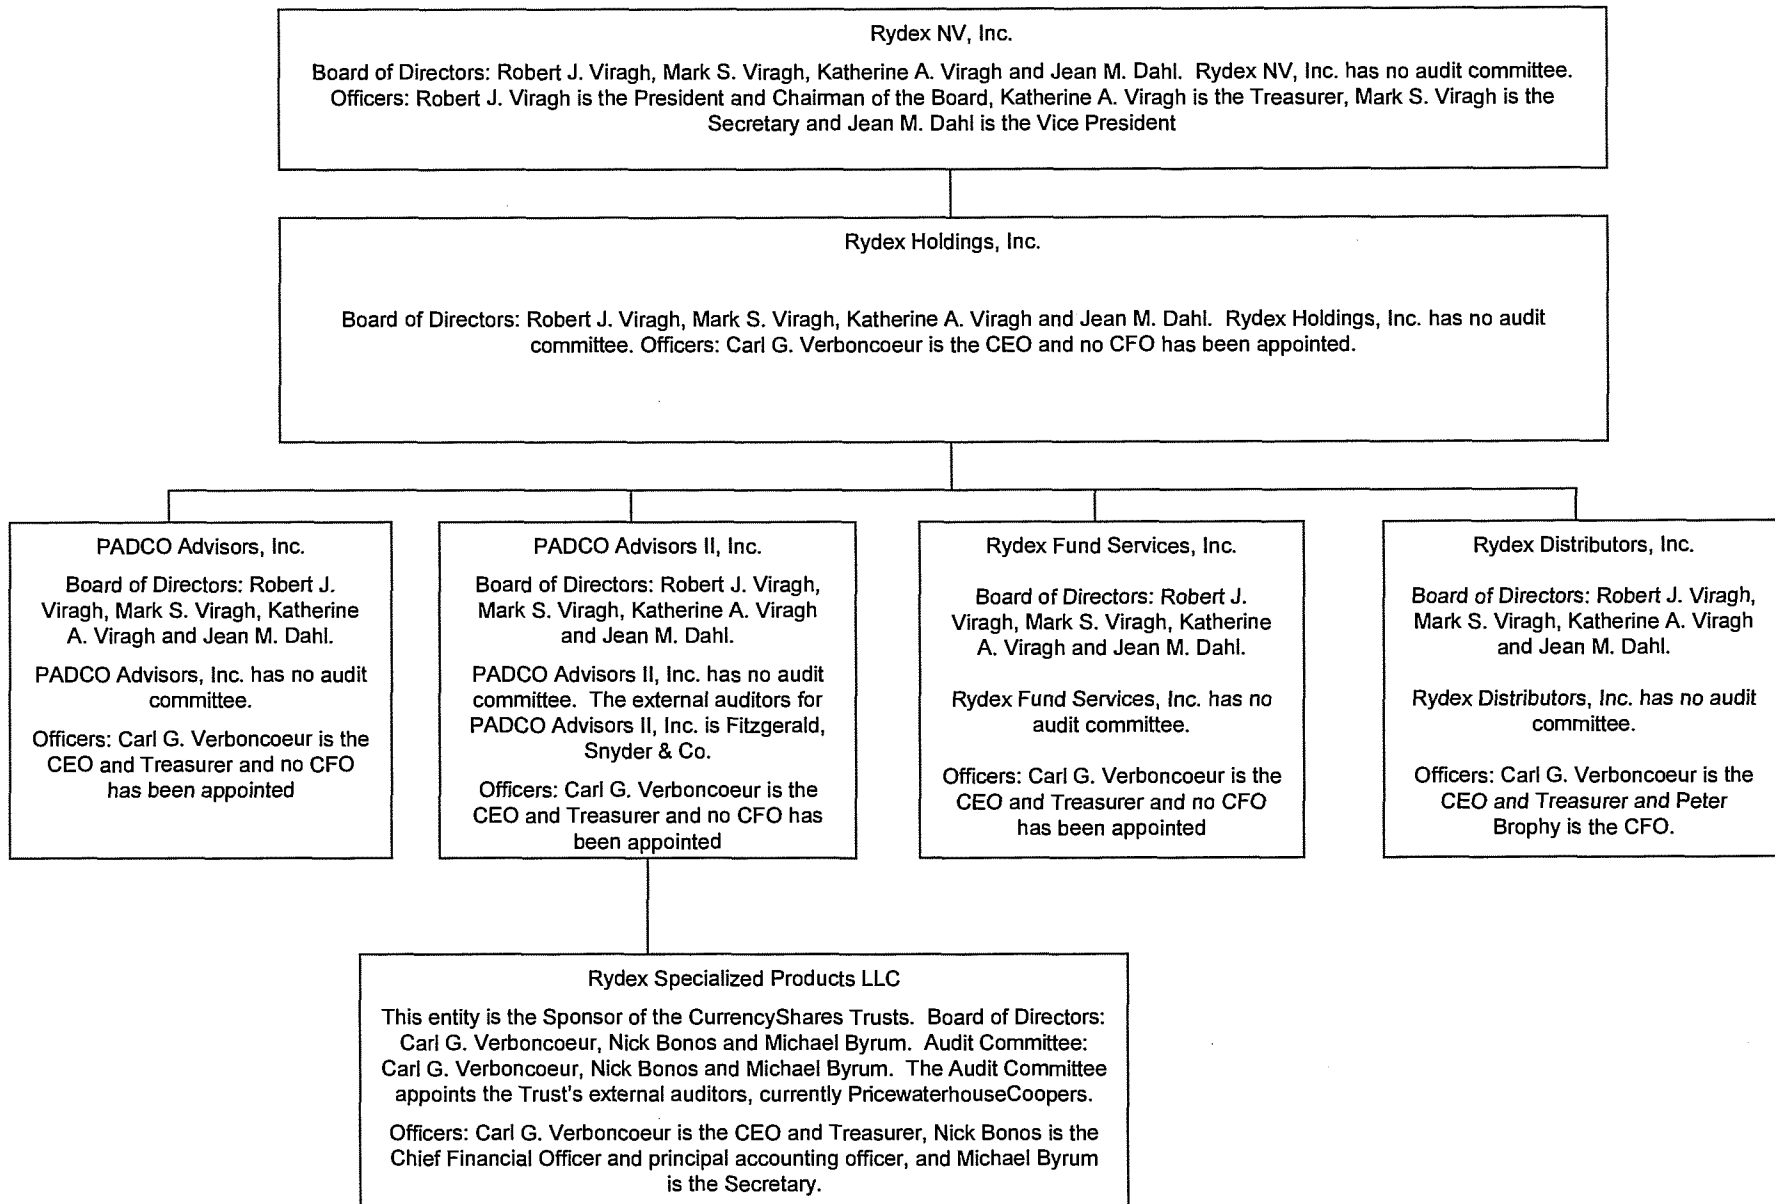 Rydex NV, Inc.
Board of Directors: Robert J. Viragh, Mark S. Viragh, Katherine A. Viragh and Jean M. Dahl. Rydex NV, Inc. has no audit committee.
Officers: Robert J. Viragh is the President and Chairman of the Board, Katherine A. Viragh is the Treasurer, Mark S. Viragh is the
Secretary and Jean M. Dahl is the Vice President
Rydex Holdings, Inc.
Board of Directors: Robert J. Viragh, Mark S. Viragh, Katherine A. Viragh and Jean M. Dahl. Rydex Holdings, Inc. has no audit
committee. Officers: Carl G. Verboncoeur is the CEO and no CFO has been appointed.
PADCO Advisors, Inc.
Board of Directors: Robert J.
Viragh, Mark S. Viragh, Katherine
A. Viragh and Jean M. Dahl.
PADCO Advisors, Inc. has no audit
committee.
Officers: Carl G. Verboncoeur is the
CEO and Treasurer and no CFO
has been appointed
PADCO Advisors II, Inc.
Board of Directors: Robert J. Viragh,
Mark S. Viragh, Katherine A. Viragh
and Jean M. Dahl.
PADCO Advisors II, Inc. has no audit
committee. The external auditors for
PADCO Advisors II, Inc. is Fitzgerald,
Snyder & Co.
Officers: Carl G. Verboncoeur is the
CEO and Treasurer and no CFO has
been appointed
Rydex Fund Services, Inc.
Board of Directors: Robert J.
Viragh, Mark S. Viragh, Katherine
A. Viragh and Jean M. Dahl.
Rydex Fund Services, Inc. has no
audit committee.
Officers: Carl G. Verboncoeur is the
CEO and Treasurer and no CFO
has been appointed
Rydex Distributors, Inc.
Board of Directors: Robert J. Viragh,
Mark S. Viragh, Katherine A. Viragh
and Jean M. Dahl.
Rydex Distributors, Inc. has no audit
committee.
Officers: Carl G. Verboncoeur is the
CEO and Treasurer and Peter
Brophy is the CFO.
Rydex Specialized Products LLC
This entity is the Sponsor of the CurrencyShares Trusts. Board of Directors:
Carl G. Verboncoeur, Nick Bonos and Michael Byrum. Audit Committee:
Carl G. Verboncoeur, Nick Bonos and Michael Byrum. The Audit Committee
appoints the Trust's external auditors, currently PricewaterhouseCoopers.
Officers: Carl G. Verboncoeur is the CEO and Treasurer, Nick Bonos is the
Chief Financial Officer and principal accounting officer, and Michael Byrum
is the Secretary.